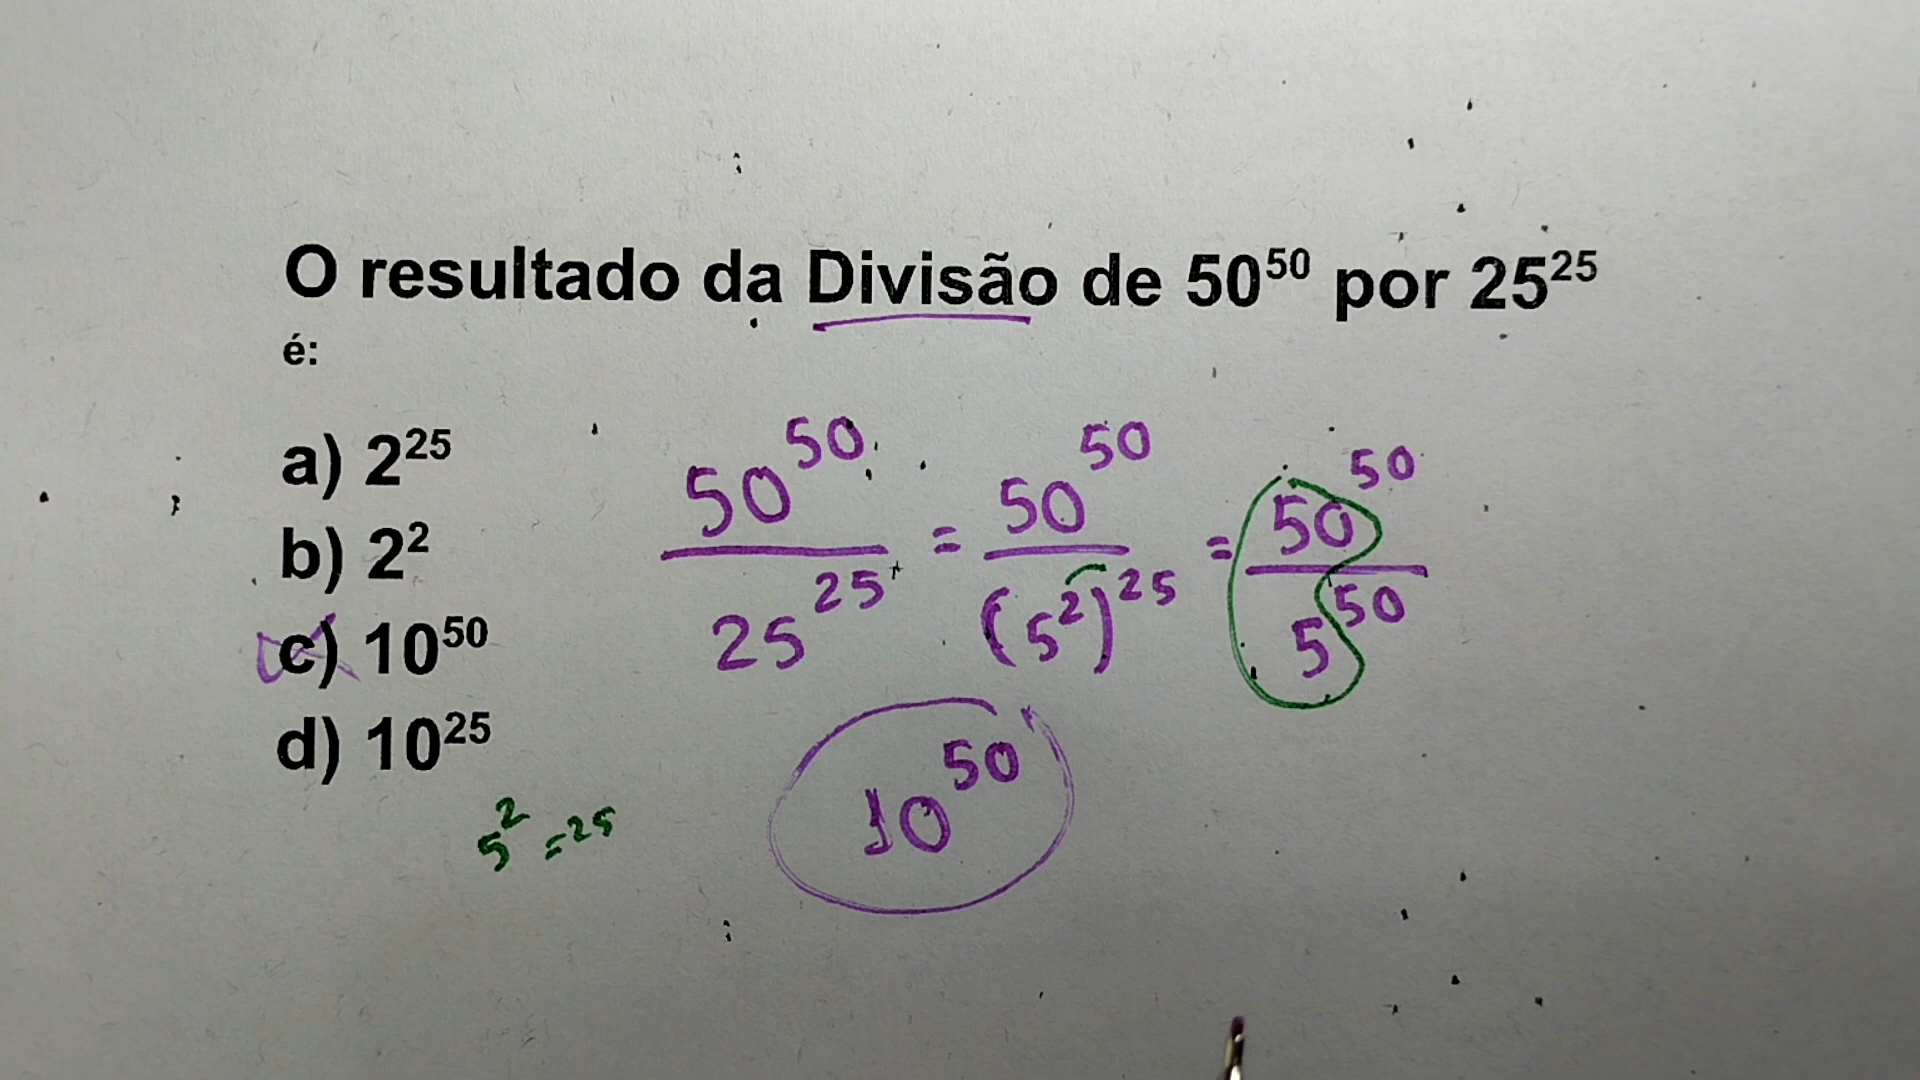 O resultado da Divisão de 50⁵⁰ por 25²⁵
é:
a) 2²⁵
b) 2²
c) 10⁵⁰
d) 10²⁵
50⁵⁰ / 25²⁵ = 50⁵⁰ / (5²)²⁵ = 50⁵⁰ / 5⁵⁰
10⁵⁰
5² = 25